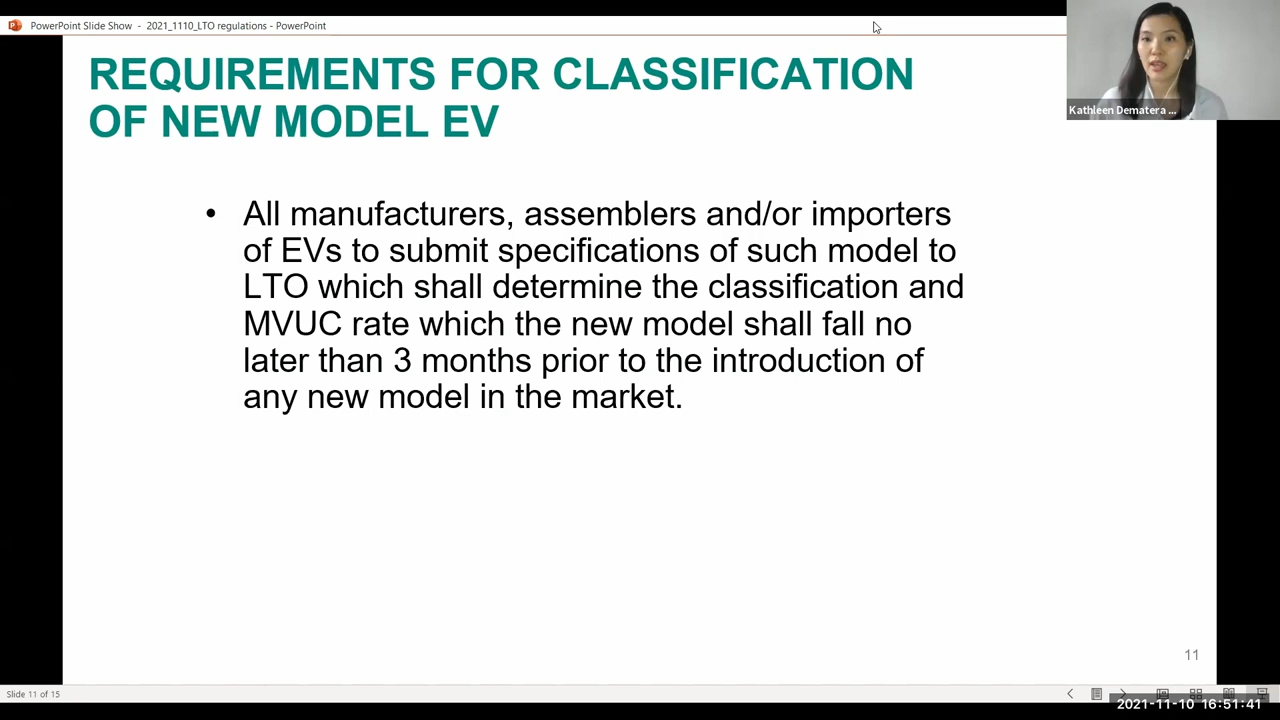 PowerPoint Slide Show - 2021_1110_LTO regulations - PowerPoint
Kathleen Dematera ...
REQUIREMENTS FOR CLASSIFICATION
OF NEW MODEL EV
• All manufacturers, assemblers and/or importers
of EVs to submit specifications of such model to
LTO which shall determine the classification and
MVUC rate which the new model shall fall no
later than 3 months prior to the introduction of
any new model in the market.
11
Slide 11 of 15
2021-11-10 16:51:41